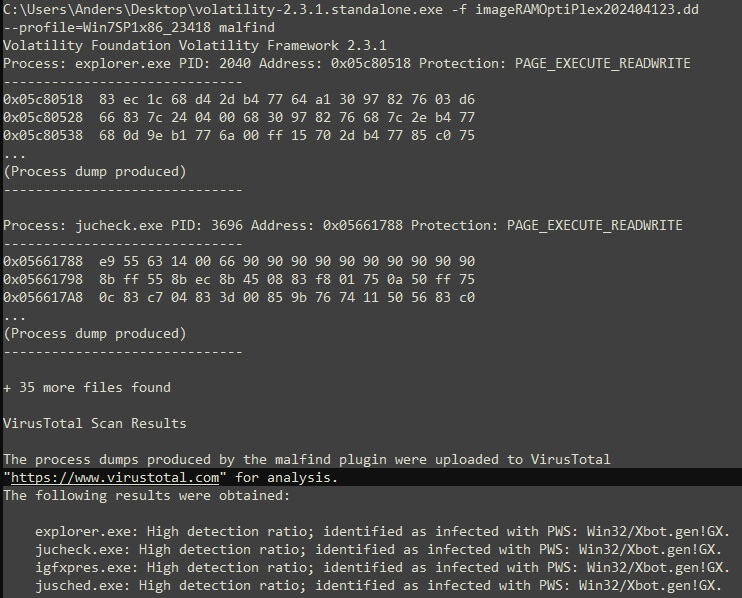 C:\Users\Anders\Desktop\volatility-2.3.1.standalone.exe -f imageRAMOptiPlex202404123.dd
--profile=Win7SP1x86_23418 malfind
Volatility Foundation Volatility Framework 2.3.1
Process: explorer.exe PID: 2040 Address: 0x05c80518 Protection: PAGE_EXECUTE_READWRITE
------------------------------
0x05c80518  83 ec 1c 68 d4 2d b4 77 64 a1 30 97 82 76 03 d6
0x05c80528  66 83 7c 24 04 00 68 30 97 82 76 68 7c 2e b4 77
0x05c80538  68 0d 9e b1 77 6a 00 ff 15 70 2d b4 77 85 c0 75
...
(Process dump produced)
------------------------------
Process: jucheck.exe PID: 3696 Address: 0x05661788 Protection: PAGE_EXECUTE_READWRITE
------------------------------
0x05661788  e9 55 63 14 00 66 90 90 90 90 90 90 90 90 90 90
0x05661798  8b ff 55 8b ec 8b 45 08 83 f8 01 75 0a 50 ff 75
0x056617A8  0c 83 c7 04 83 3d 00 85 9b 76 74 11 50 56 83 c0
...
(Process dump produced)
------------------------------
+ 35 more files found
VirusTotal Scan Results
The process dumps produced by the malfind plugin were uploaded to VirusTotal
"https://www.virustotal.com" for analysis.
The following results were obtained:
explorer.exe: High detection ratio; identified as infected with PWS: Win32/Xbot.gen!GX.
jucheck.exe: High detection ratio; identified as infected with PWS: Win32/Xbot.gen!GX.
igfxpres.exe: High detection ratio; identified as infected with PWS: Win32/Xbot.gen!GX.
jusched.exe: High detection ratio; identified as infected with PWS: Win32/Xbot.gen!GX.